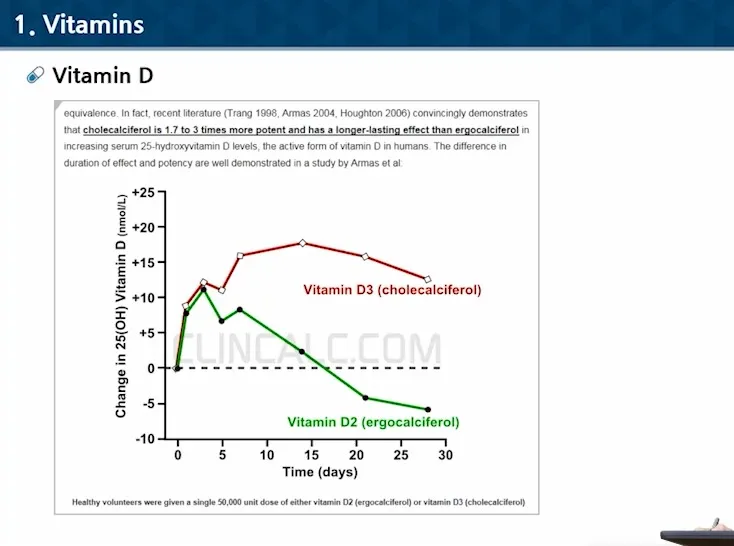 1. Vitamins
Vitamin D
equivalence. In fact, recent literature (Trang 1998, Armas 2004, Houghton 2006) convincingly demonstrates
that cholecalciferol is 1.7 to 3 times more potent and has a longer-lasting effect than ergocalciferol in
increasing serum 25-hydroxyvitamin D levels, the active form of vitamin D in humans. The difference in
duration of effect and potency are well demonstrated in a study by Armas et al:
Change in 25(OH) Vitamin D (nmol/L)
+25
+20
+15
+10
+5
0
-5
-10
Vitamin D3 (cholecalciferol)
CLINCALC.COM
Vitamin D2 (ergocalciferol)
0 5 10 15 20 25 30
Time (days)
Healthy volunteers were given a single 50,000 unit dose of either vitamin D2 (ergocalciferol) or vitamin D3 (cholecalciferol)